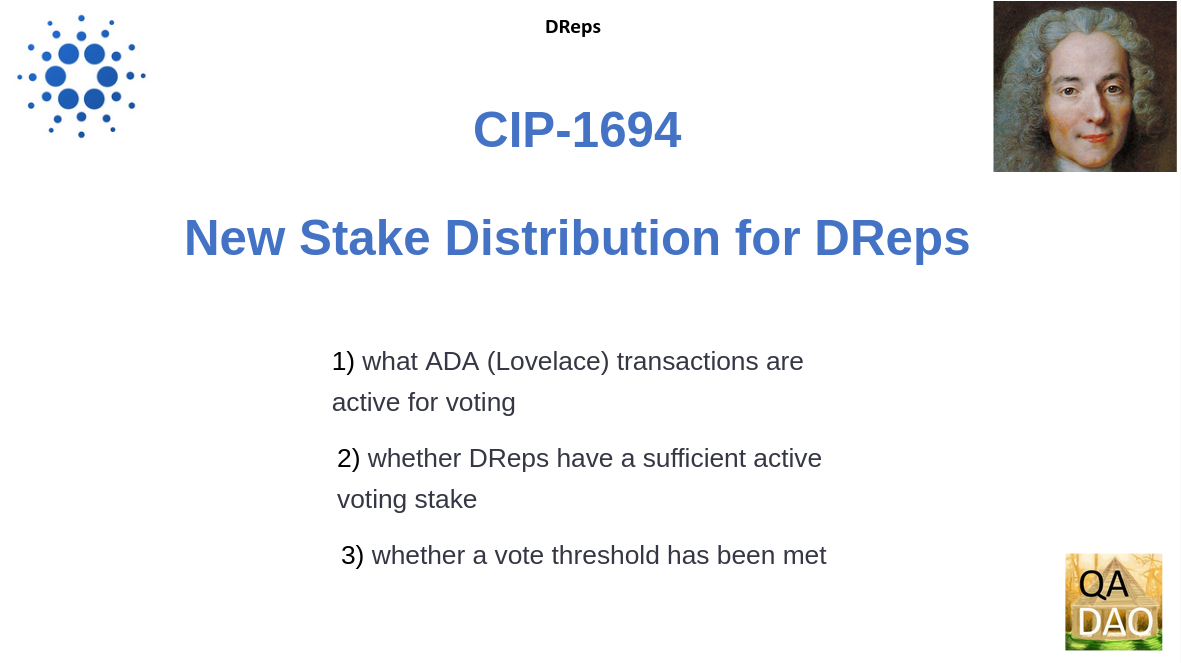 DReps
CIP-1694
New Stake Distribution for DReps
1) what ADA (Lovelace) transactions are
active for voting
2) whether DReps have a sufficient active
voting stake
3) whether a vote threshold has been met
QA
DAO